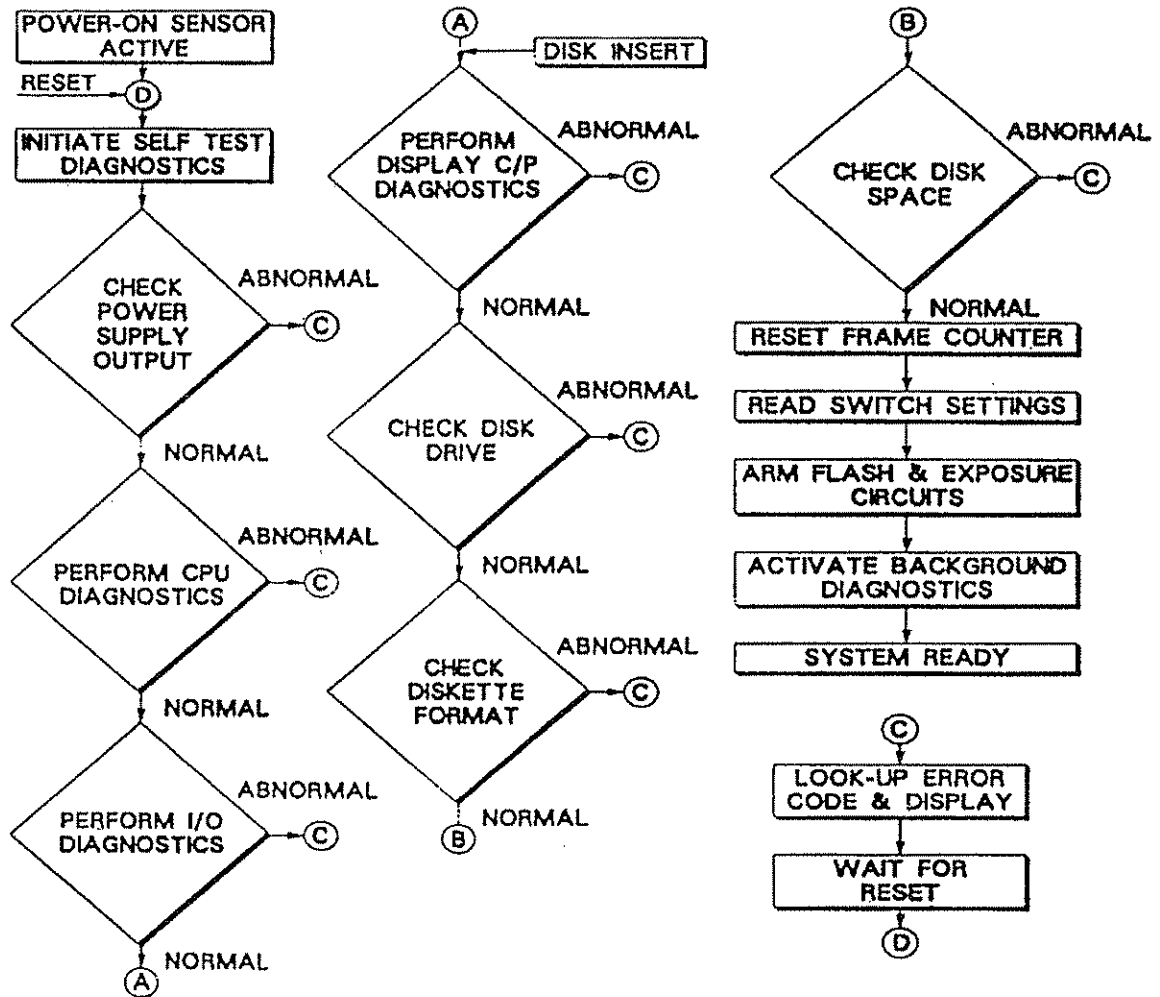 POWER-ON SENSOR
ACTIVE
RESET
D
INITIATE SELF TEST
DIAGNOSTICS
CHECK
POWER
SUPPLY
OUTPUT
ABNORMAL
C
NORMAL
PERFORM CPU
DIAGNOSTICS
ABNORMAL
C
NORMAL
PERFORM I/O
DIAGNOSTICS
ABNORMAL
C
NORMAL
A
A
DISK INSERT
PERFORM
DISPLAY C/P
DIAGNOSTICS
ABNORMAL
C
NORMAL
CHECK DISK
DRIVE
ABNORMAL
C
NORMAL
CHECK
DISKETTE
FORMAT
ABNORMAL
C
NORMAL
B
B
CHECK DISK
SPACE
ABNORMAL
C
NORMAL
RESET FRAME COUNTER
READ SWITCH SETTINGS
ARM FLASH & EXPOSURE
CIRCUITS
ACTIVATE BACKGROUND
DIAGNOSTICS
SYSTEM READY
C
LOOK-UP ERROR
CODE & DISPLAY
WAIT FOR
RESET
D